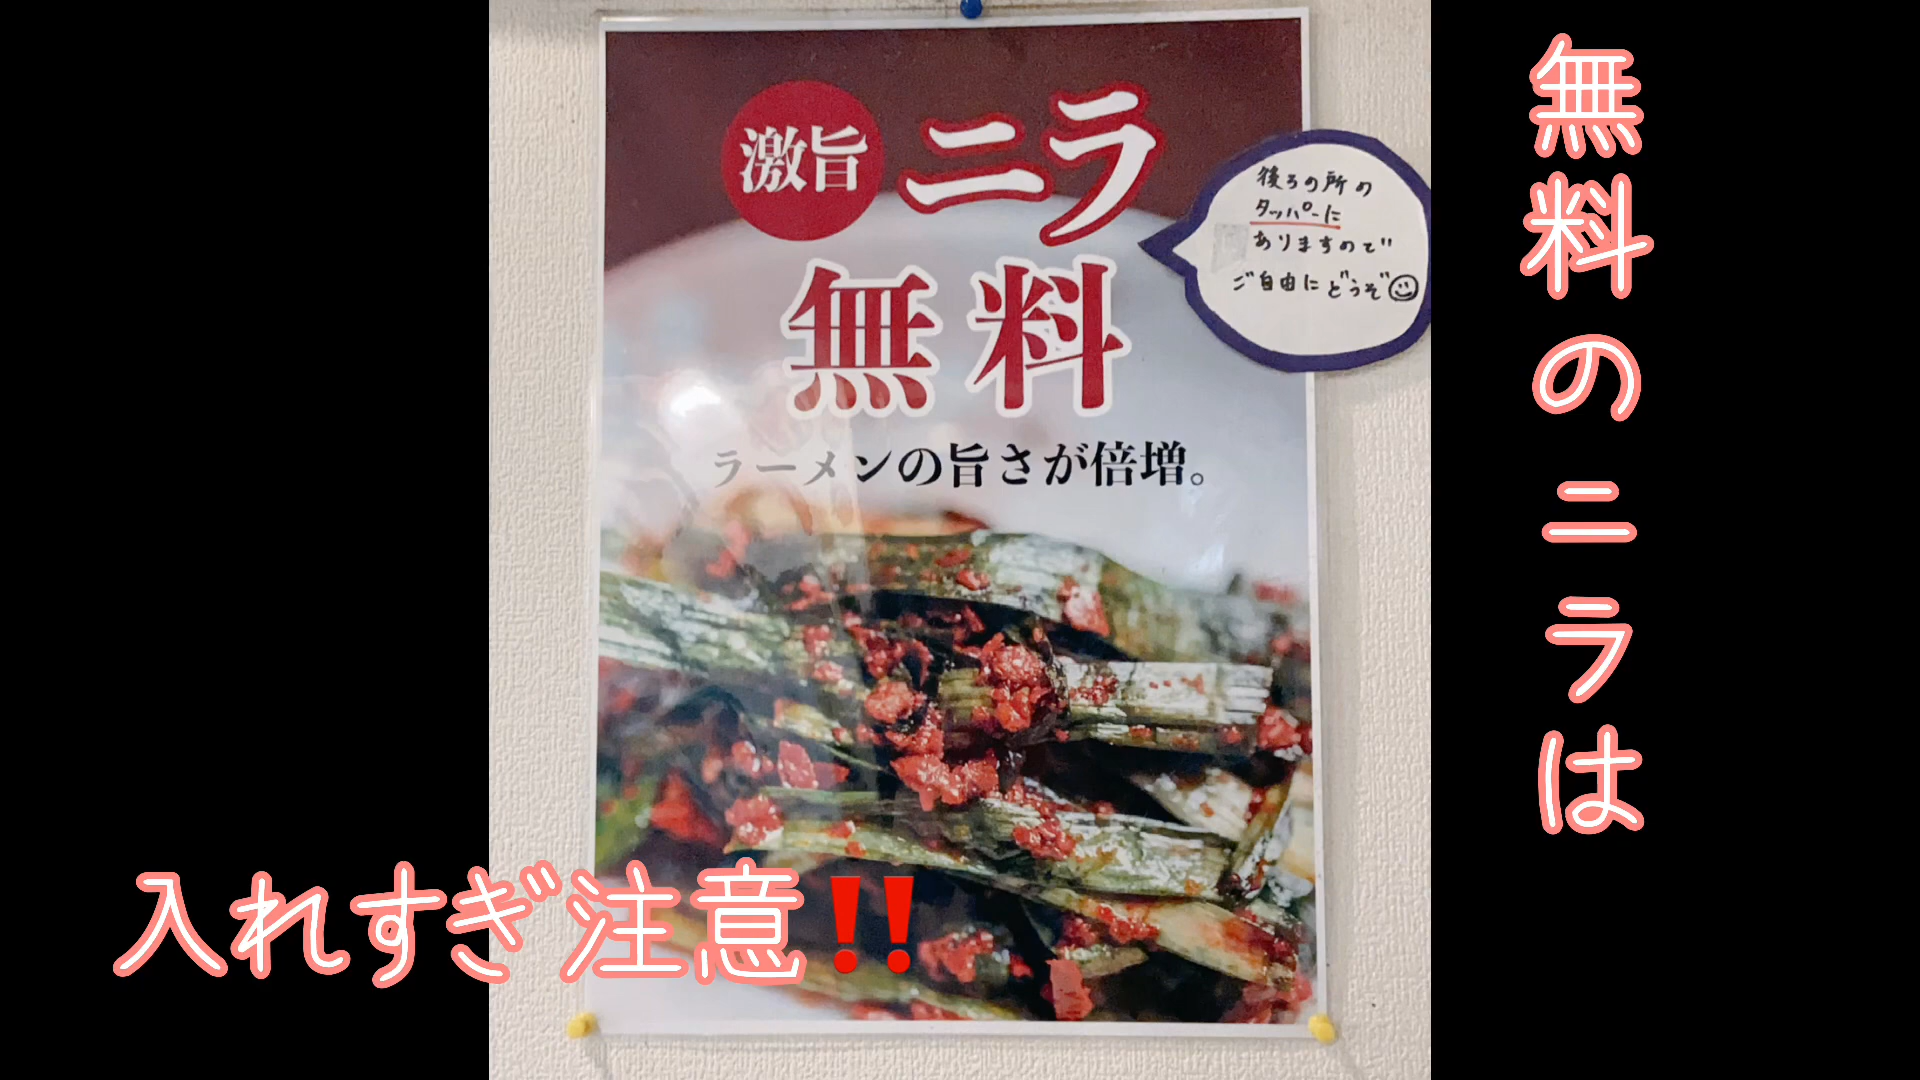 激旨 ニラ
無料
ラーメンの旨さが倍増。
後ろの所の
タッパーに
ありますので
ご自由にどうぞ
無料のニラは
入れすぎ注意‼